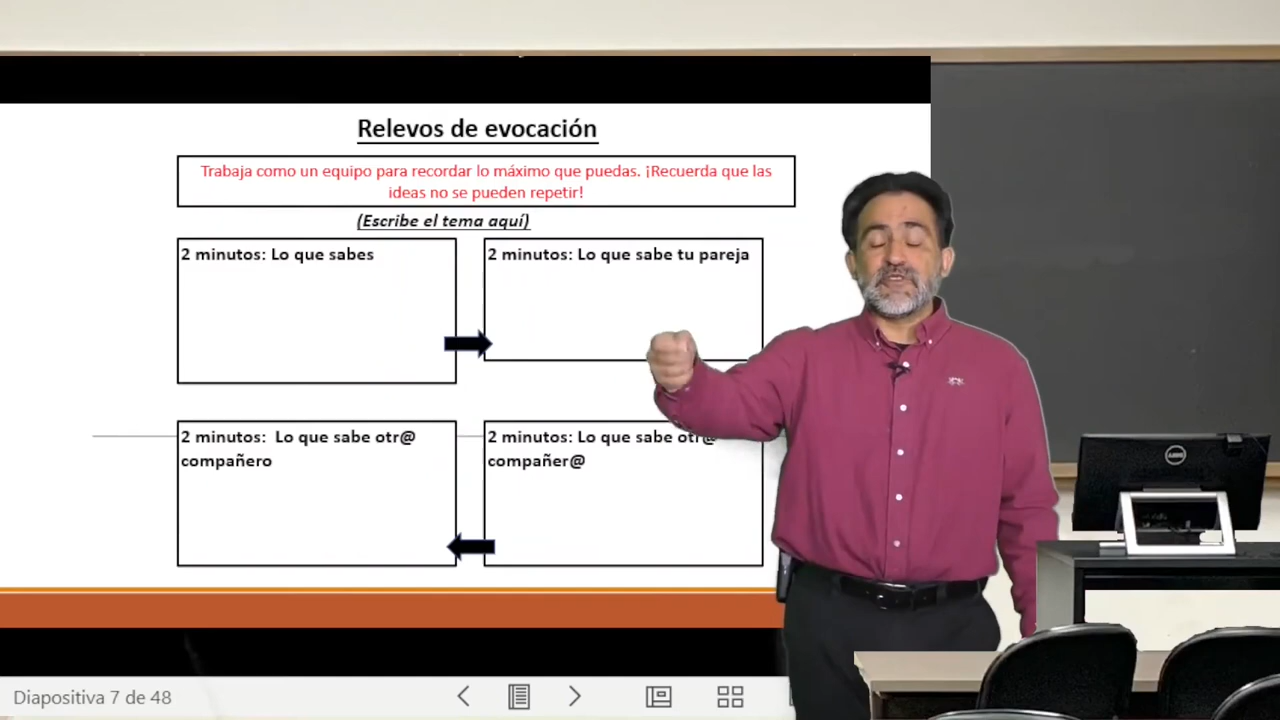 Relevos de evocación
Trabaja como un equipo para recordar lo máximo que puedas. ¡Recuerda que las
ideas no se pueden repetir!
(Escribe el tema aquí)
2 minutos: Lo que sabes
2 minutos: Lo que sabe tu pareja
2 minutos:  Lo que sabe otr@
compañero
2 minutos: Lo que sabe otr@
compañer@
Diapositiva 7 de 48